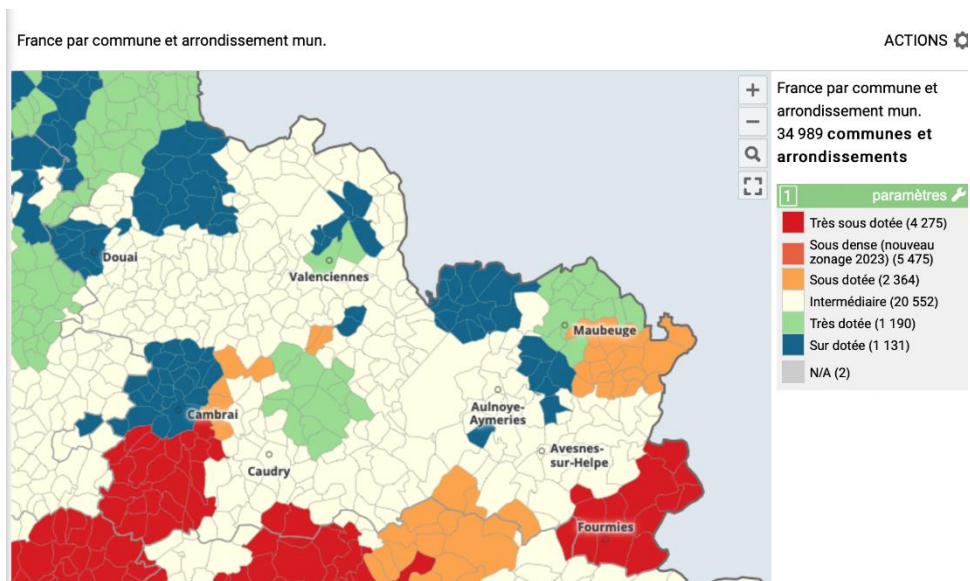 France par commune et arrondissement mun.
ACTIONS
+
−
France par commune et
arrondissement mun.
34 989 communes et
arrondissements
1 paramètres
Très sous dotée (4 275)
Sous dense (nouveau
zonage 2023) (5 475)
Sous dotée (2 364)
Intermédiaire (20 552)
Très dotée (1 190)
Sur dotée (1 131)
N/A (2)
Douai
Valenciennes
Maubeuge
Cambrai
Aulnoye-
Aymeries
Caudry
Avesnes-
sur-Helpe
Fourmies